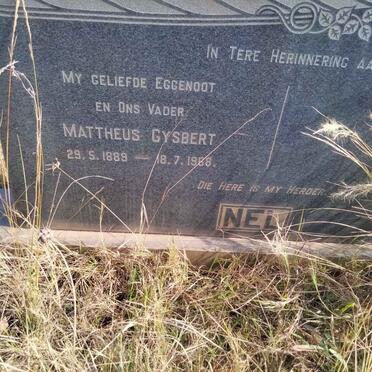 IN TERE HERINNERING AA
MY GELIEFDE EGGENOOT
EN ONS VADER
MATTHEUS GYSBERT
29.5.1889 — 18.7.1968.
DIE HERE IS MY HERDER
NEL